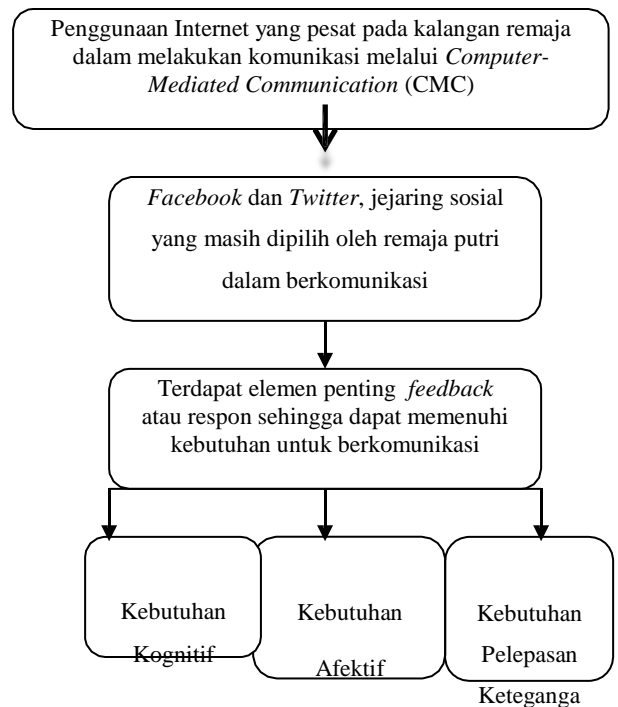 Penggunaan Internet yang pesat pada kalangan remaja
dalam melakukan komunikasi melalui Computer-
Mediated Communication (CMC)
Facebook dan Twitter, jejaring sosial
yang masih dipilih oleh remaja putri
dalam berkomunikasi
Terdapat elemen penting feedback
atau respon sehingga dapat memenuhi
kebutuhan untuk berkomunikasi
Kebutuhan
Kognitif
Kebutuhan
Afektif
Kebutuhan
Pelepasan
Keteganga